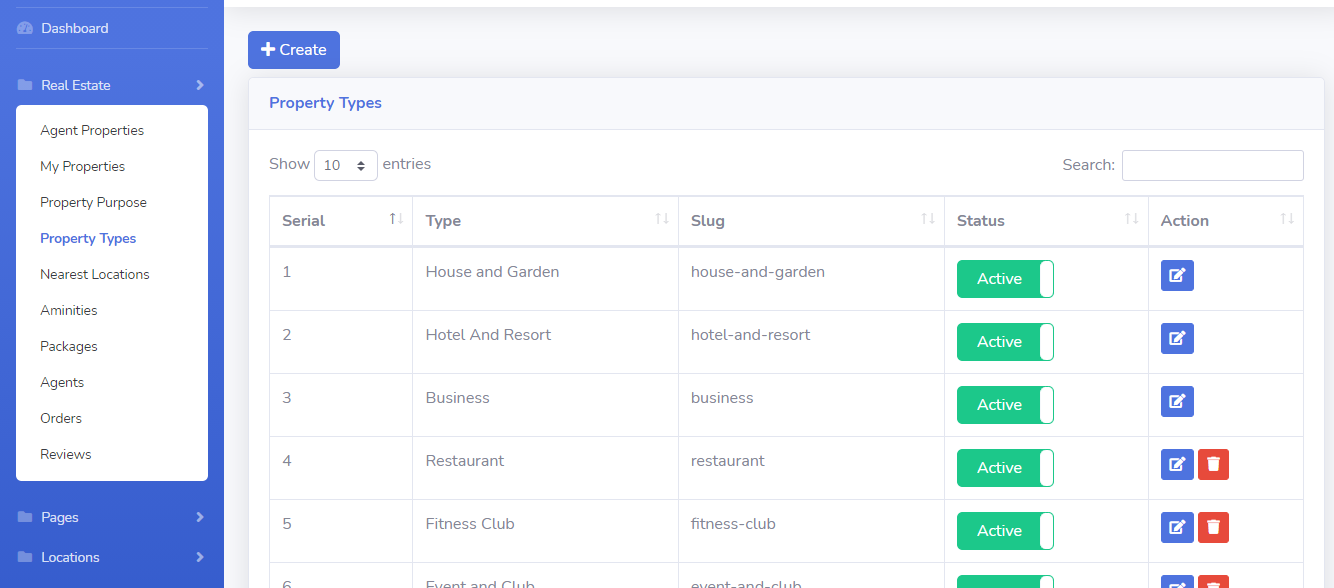 Dashboard
Real Estate
Agent Properties
My Properties
Property Purpose
Property Types
Nearest Locations
Aminities
Packages
Agents
Orders
Reviews
Pages
Locations
Create
Property Types
Show 10 entries
Search:
Serial Type Slug Status Action
1 House and Garden house-and-garden Active
2 Hotel And Resort hotel-and-resort Active
3 Business business Active
4 Restaurant restaurant Active
5 Fitness Club fitness-club Active
6 Event and Club event-and-club